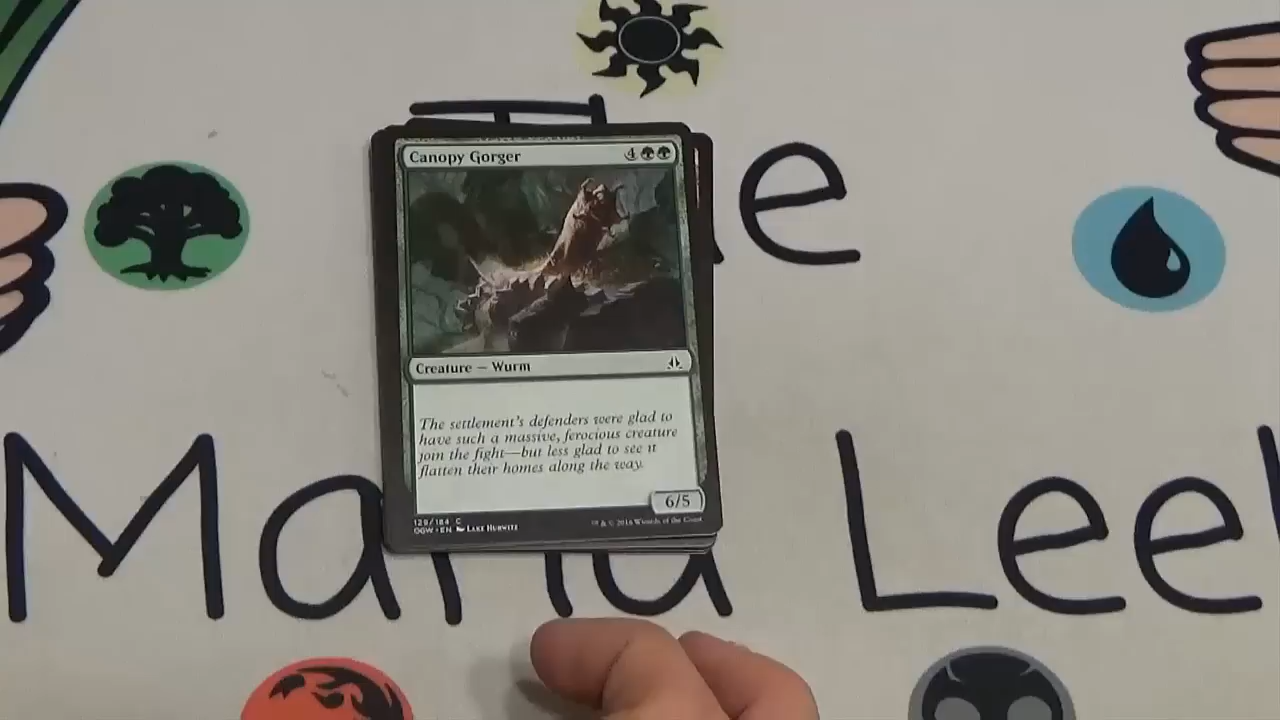 The
Canopy Gorger 4
Creature — Wurm
The settlement's defenders were glad to
have such a massive, ferocious creature
join the fight—but less glad to see it
flatten their homes along the way.
6/5
129/184 C
OGW • EN Lake Hurwitz
™ & © 2016 Wizards of the Coast
Mana Lee